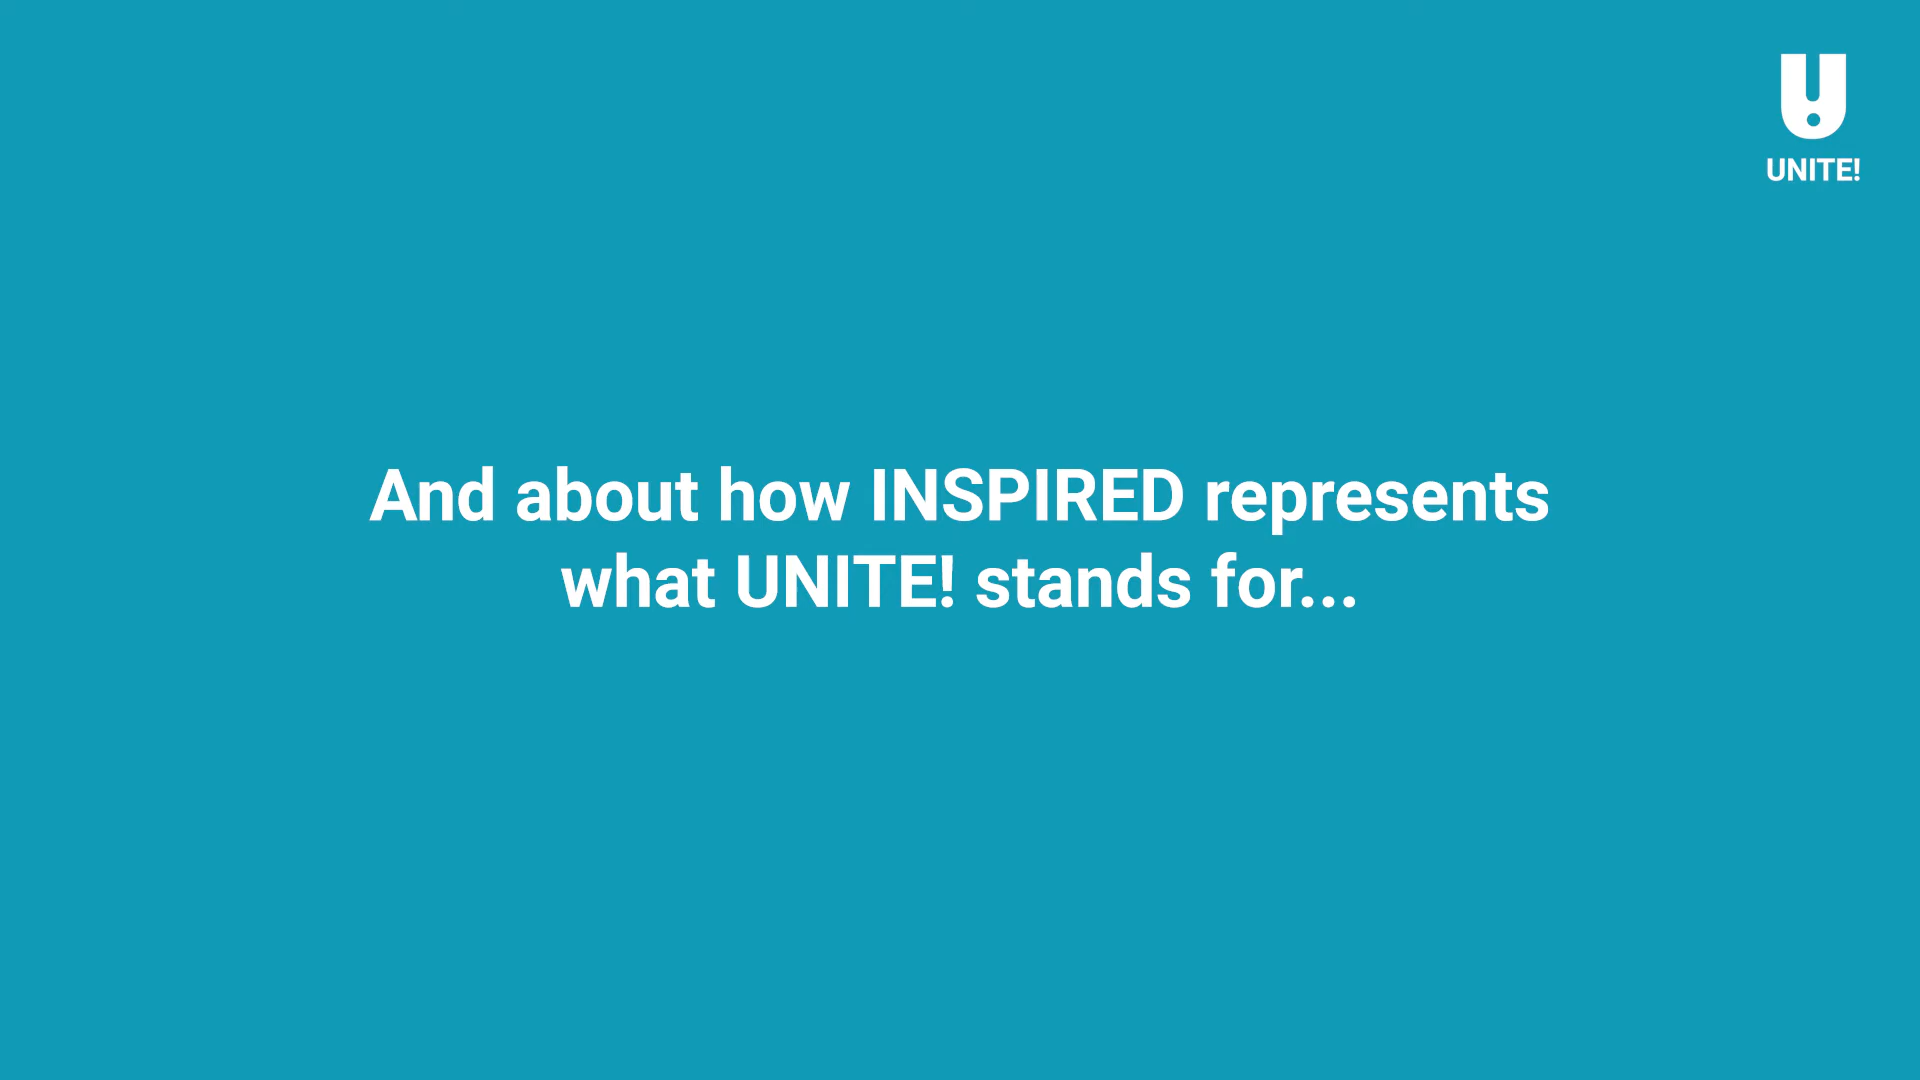 UNITE!
And about how INSPIRED represents
what UNITE! stands for...